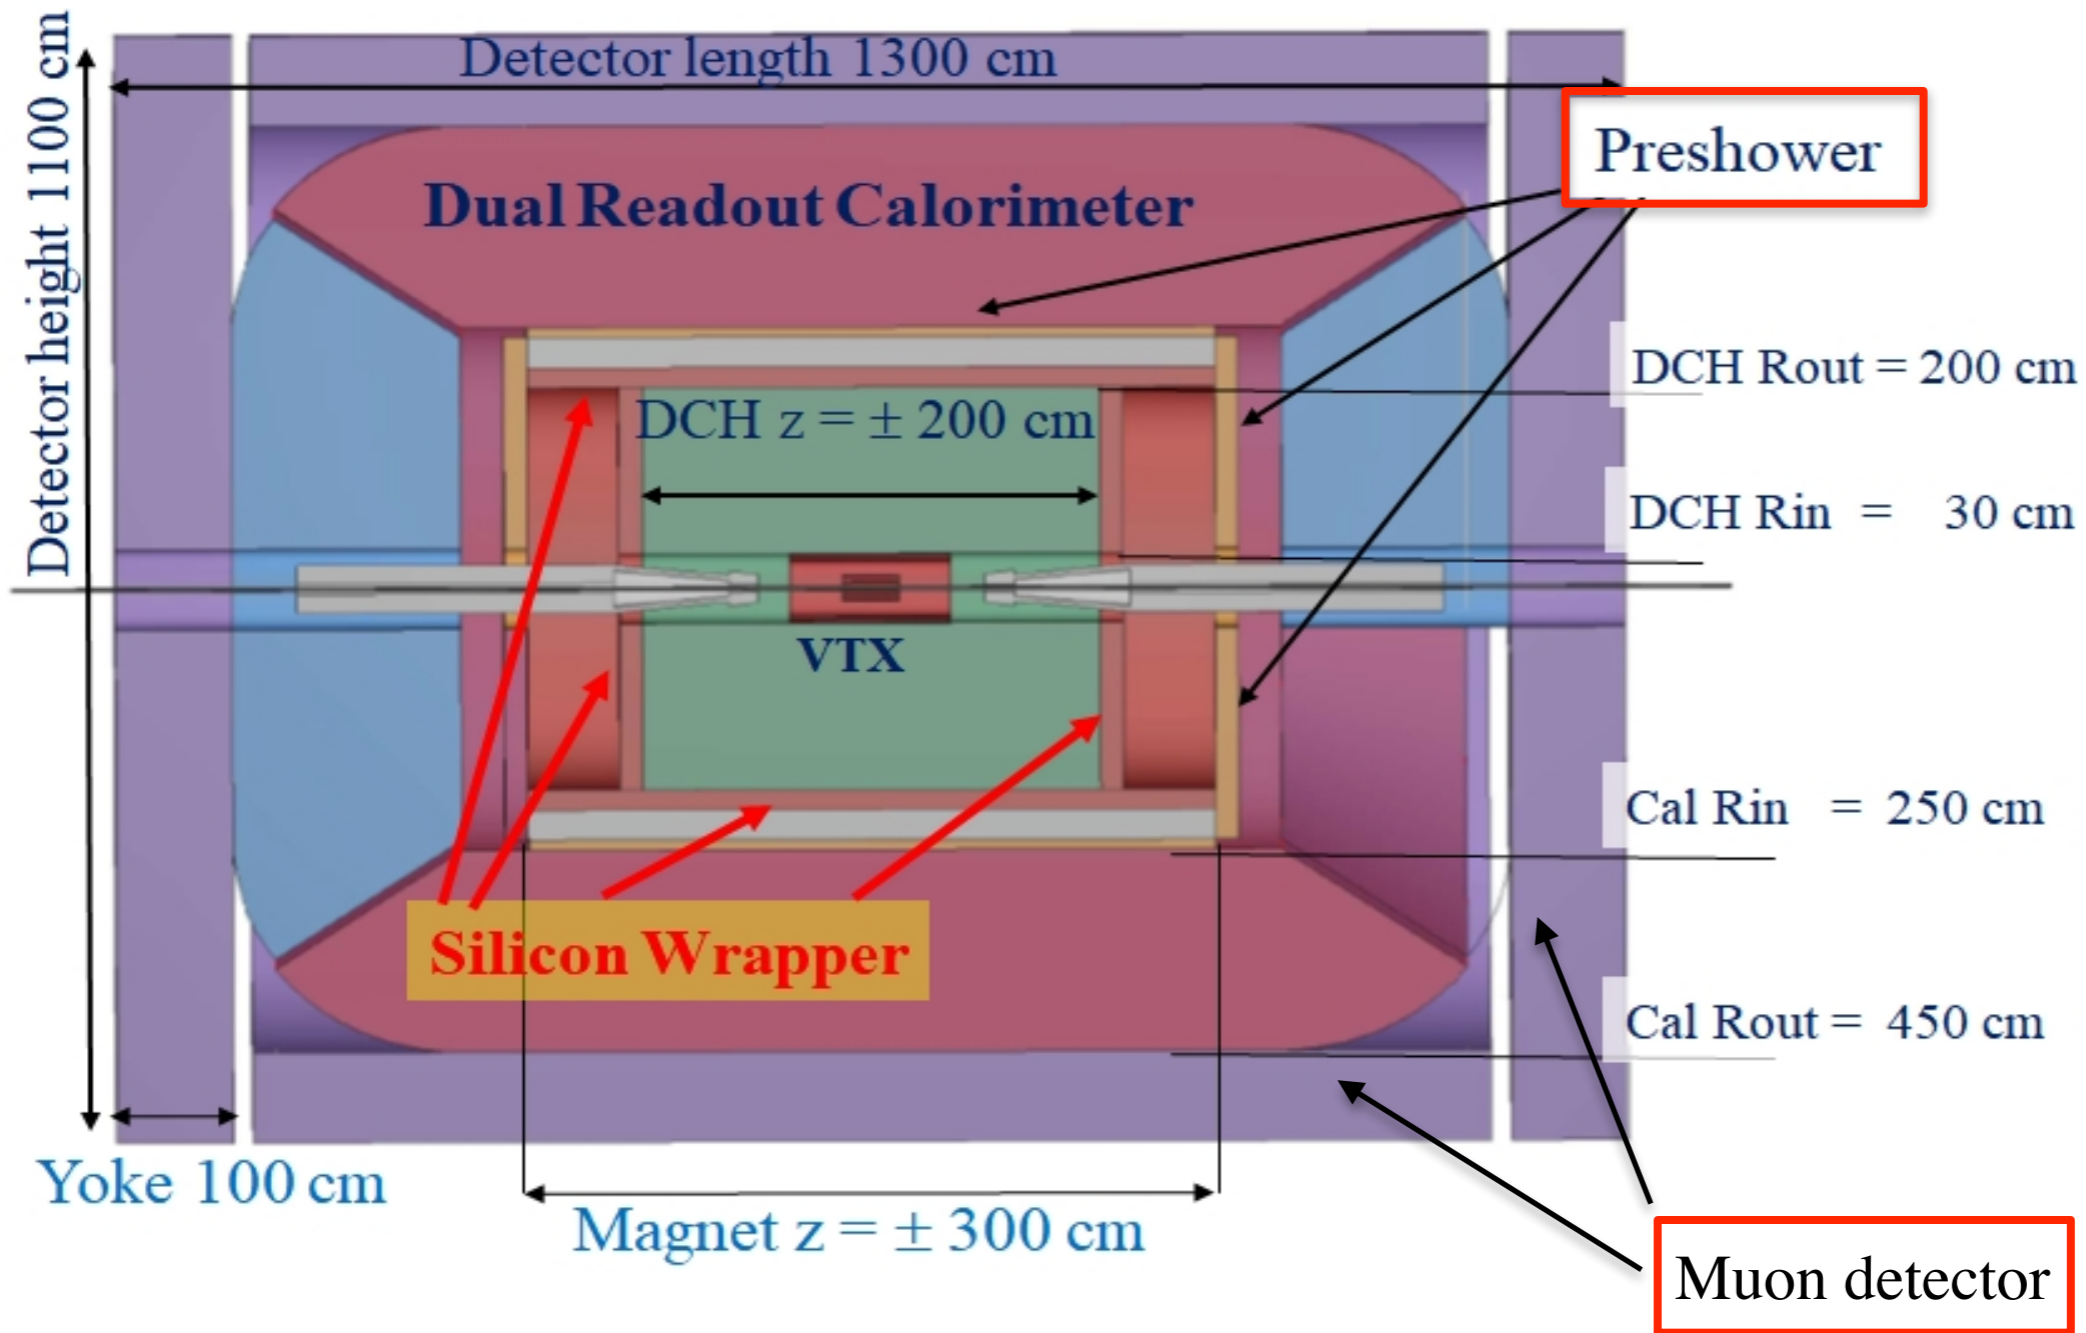 Detector length 1300 cm
Detector height 1100 cm
Preshower
Dual Readout Calorimeter
DCH Rout = 200 cm
DCH z = ± 200 cm
DCH Rin = 30 cm
VTX
Cal Rin = 250 cm
Silicon Wrapper
Cal Rout = 450 cm
Yoke 100 cm
Magnet z = ± 300 cm
Muon detector